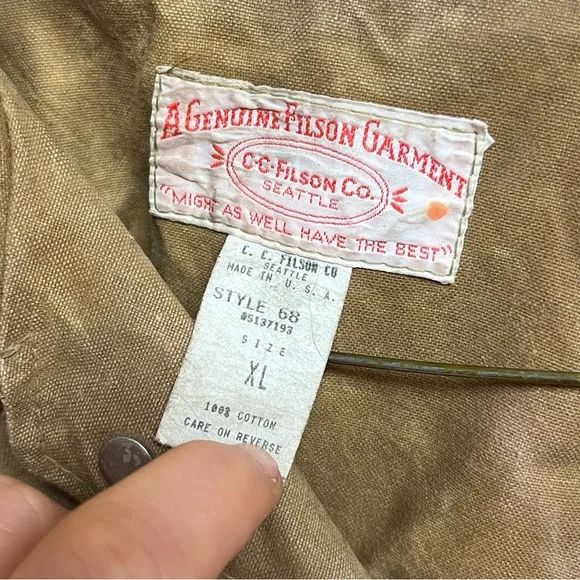 A GENUINE FILSON GARMENT
C·C·FILSON CO.
SEATTLE
"MIGHT AS WELL HAVE THE BEST"
C. C. FILSON CO
SEATTLE
MADE IN U. S. A.
STYLE 68
05137193
SIZE
XL
100% COTTON
CARE ON REVERSE